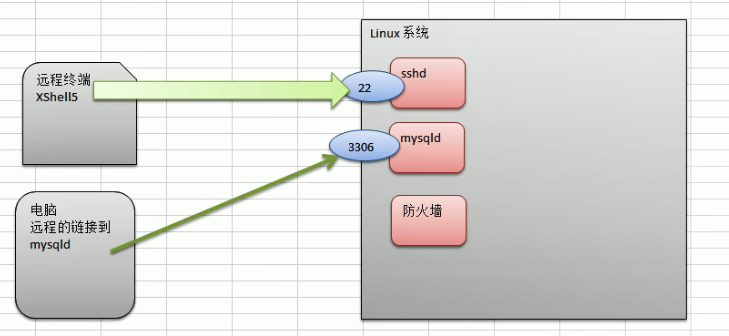 Linux 系统
远程终端
XShell5
22
sshd
3306
mysqld
电脑
远程的链接到
mysqld
防火墙